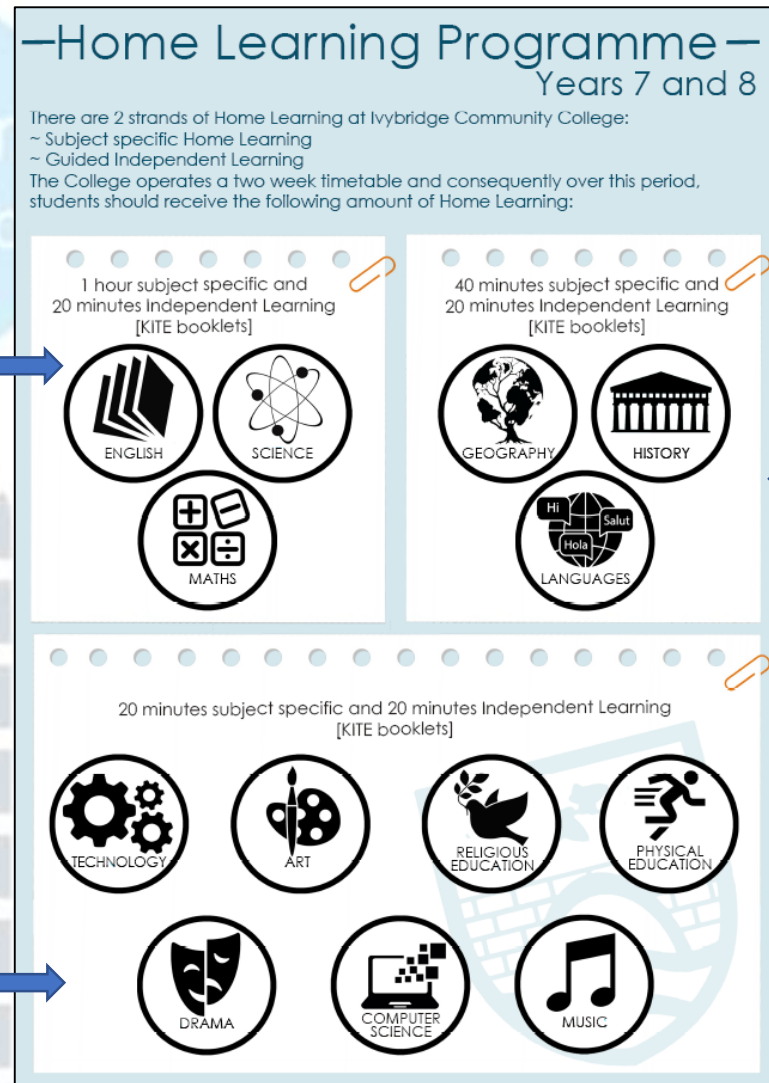 Home Learning Programme
Years 7 and 8
There are 2 strands of Home Learning at Ivybridge Community College:
~ Subject specific Home Learning
~ Guided Independent Learning
The College operates a two week timetable and consequently over this period,
students should receive the following amount of Home Learning:
1 hour subject specific and
20 minutes Independent Learning
[KITE booklets]
ENGLISH
SCIENCE
MATHS
40 minutes subject specific and
20 minutes Independent Learning
[KITE booklets]
GEOGRAPHY
HISTORY
Hi
Salut
Hola
LANGUAGES
20 minutes subject specific and 20 minutes Independent Learning
[KITE booklets]
TECHNOLOGY
ART
RELIGIOUS
EDUCATION
PHYSICAL
EDUCATION
DRAMA
COMPUTER
SCIENCE
MUSIC